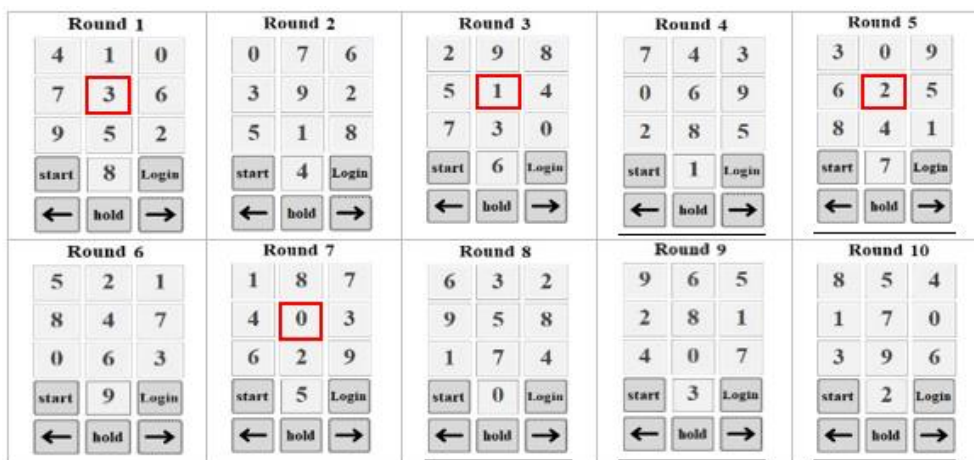 Round 1
4 1 0
7 3 6
9 5 2
start 8 Login
← hold →
Round 2
0 7 6
3 9 2
5 1 8
start 4 Login
← hold →
Round 3
2 9 8
5 1 4
7 3 0
start 6 Login
← hold →
Round 4
7 4 3
0 6 9
2 8 5
start 1 Login
← hold →
Round 5
3 0 9
6 2 5
8 4 1
start 7 Login
← hold →
Round 6
5 2 1
8 4 7
0 6 3
start 9 Login
← hold →
Round 7
1 8 7
4 0 3
6 2 9
start 5 Login
← hold →
Round 8
6 3 2
9 5 8
1 7 4
start 0 Login
← hold →
Round 9
9 6 5
2 8 1
4 0 7
start 3 Login
← hold →
Round 10
8 5 4
1 7 0
3 9 6
start 2 Login
← hold →